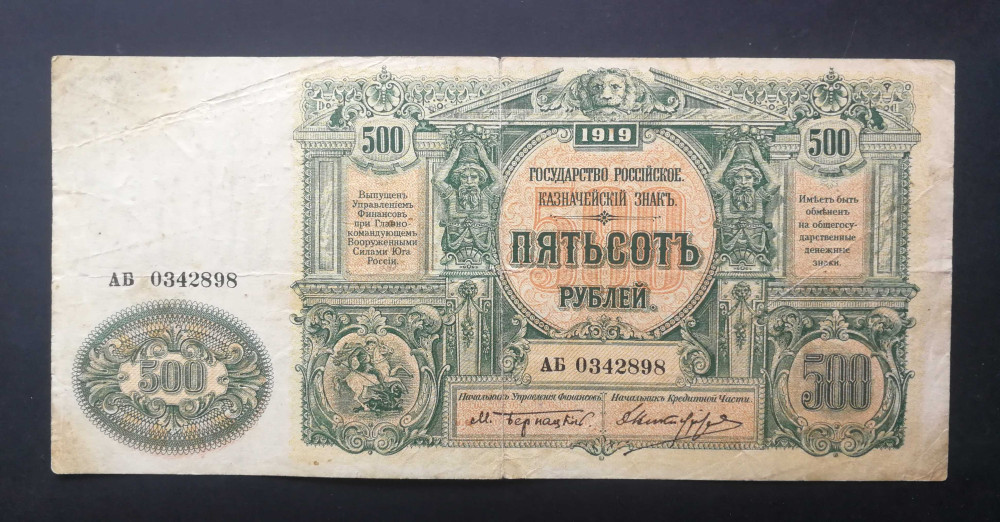 1919
500
500
ГОСУДАРСТВО РОССІЙСКОЕ.
КАЗНАЧЕЙСКІЙ ЗНАКЪ.
ПЯТЬСОТЪ
РУБЛЕЙ.
Выпущенъ
Управленіемъ
Финансовъ
при Главно-
командующемъ
Вооруженными
Силами Юга
Россіи.
Имѣетъ быть
обмѣненъ
на общегосу-
дарственные
денежные
знаки.
АБ 0342898
500
АБ 0342898
500
Начальникъ Управленія Финансовъ
Начальникъ Кредитной Части.
М. Бернацкій